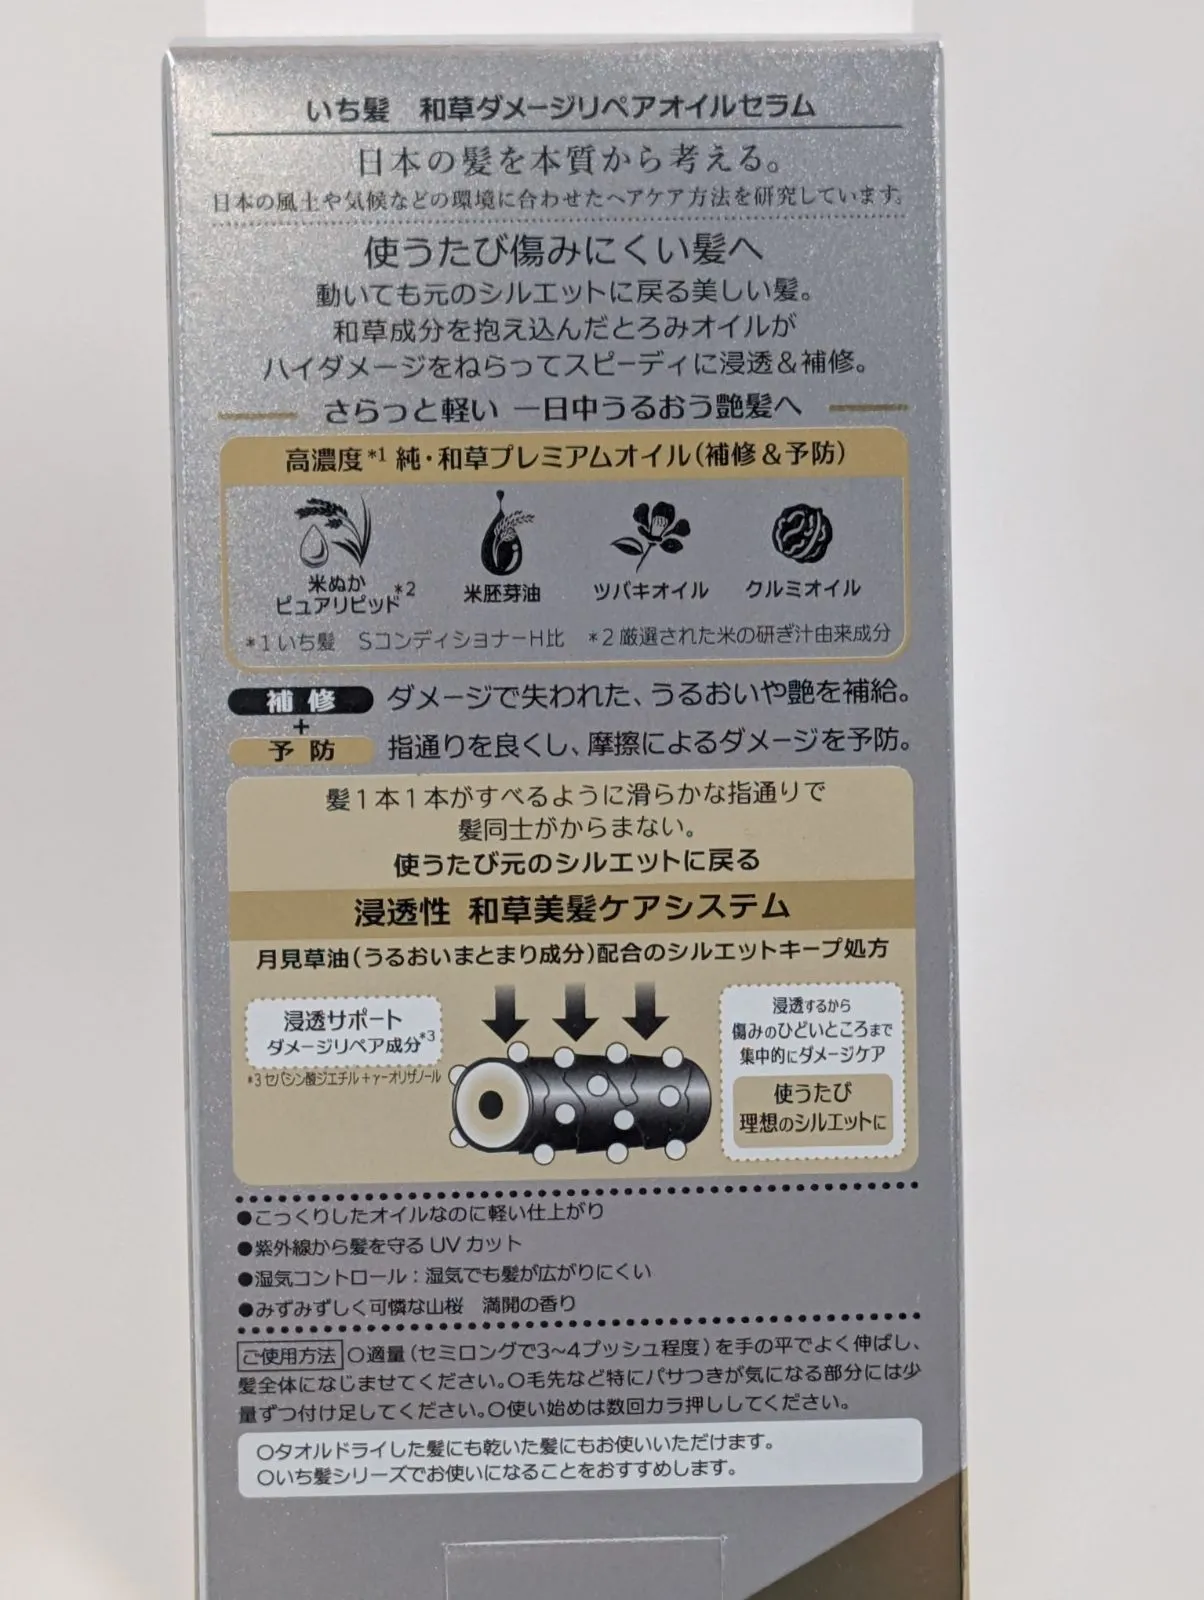 いち髪　和草ダメージリペアオイルセラム
日本の髪を本質から考える。
日本の風土や気候などの環境に合わせたヘアケア方法を研究しています。
使うたび傷みにくい髪へ
動いても元のシルエットに戻る美しい髪。
和草成分を抱え込んだとろみオイルが
ハイダメージをねらってスピーディに浸透＆補修。
さらっと軽い 一日中うるおう艶髪へ
高濃度*1 純・和草プレミアムオイル(補修＆予防)
米ぬか
ピュアリピッド*2
米胚芽油
ツバキオイル
クルミオイル
*1 いち髪　SコンディショナーH比　*2 厳選された米の研ぎ汁由来成分
補修 ダメージで失われた、うるおいや艶を補給。
+
予防 指通りを良くし、摩擦によるダメージを予防。
髪1本1本がすべるように滑らかな指通りで
髪同士がからまない。
使うたび元のシルエットに戻る
浸透性 和草美髪ケアシステム
月見草油(うるおいまとまり成分)配合のシルエットキープ処方
浸透サポート
ダメージリペア成分*3
*3 セバシン酸ジエチル+γ-オリザノール
浸透するから
傷みのひどいところまで
集中的にダメージケア
使うたび
理想のシルエットに
●こっくりしたオイルなのに軽い仕上がり
●紫外線から髪を守る UV カット
●湿気コントロール：湿気でも髪が広がりにくい
●みずみずしく可憐な山桜　満開の香り
ご使用方法 ○適量(セミロングで3~4プッシュ程度)を手の平でよく伸ばし、
髪全体になじませてください。○毛先など特にパサつきが気になる部分には少
量ずつ付け足してください。○使い始めは数回カラ押ししてください。
○タオルドライした髪にも乾いた髪にもお使いいただけます。
○いち髪シリーズでお使いになることをおすすめします。